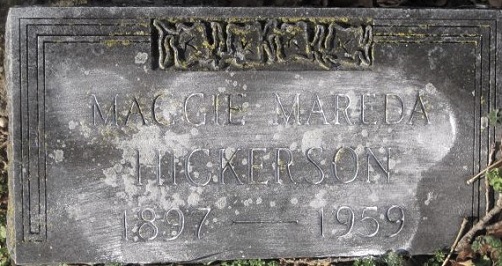 MAGGIE MAREDA
HICKERSON
1897 — 1959